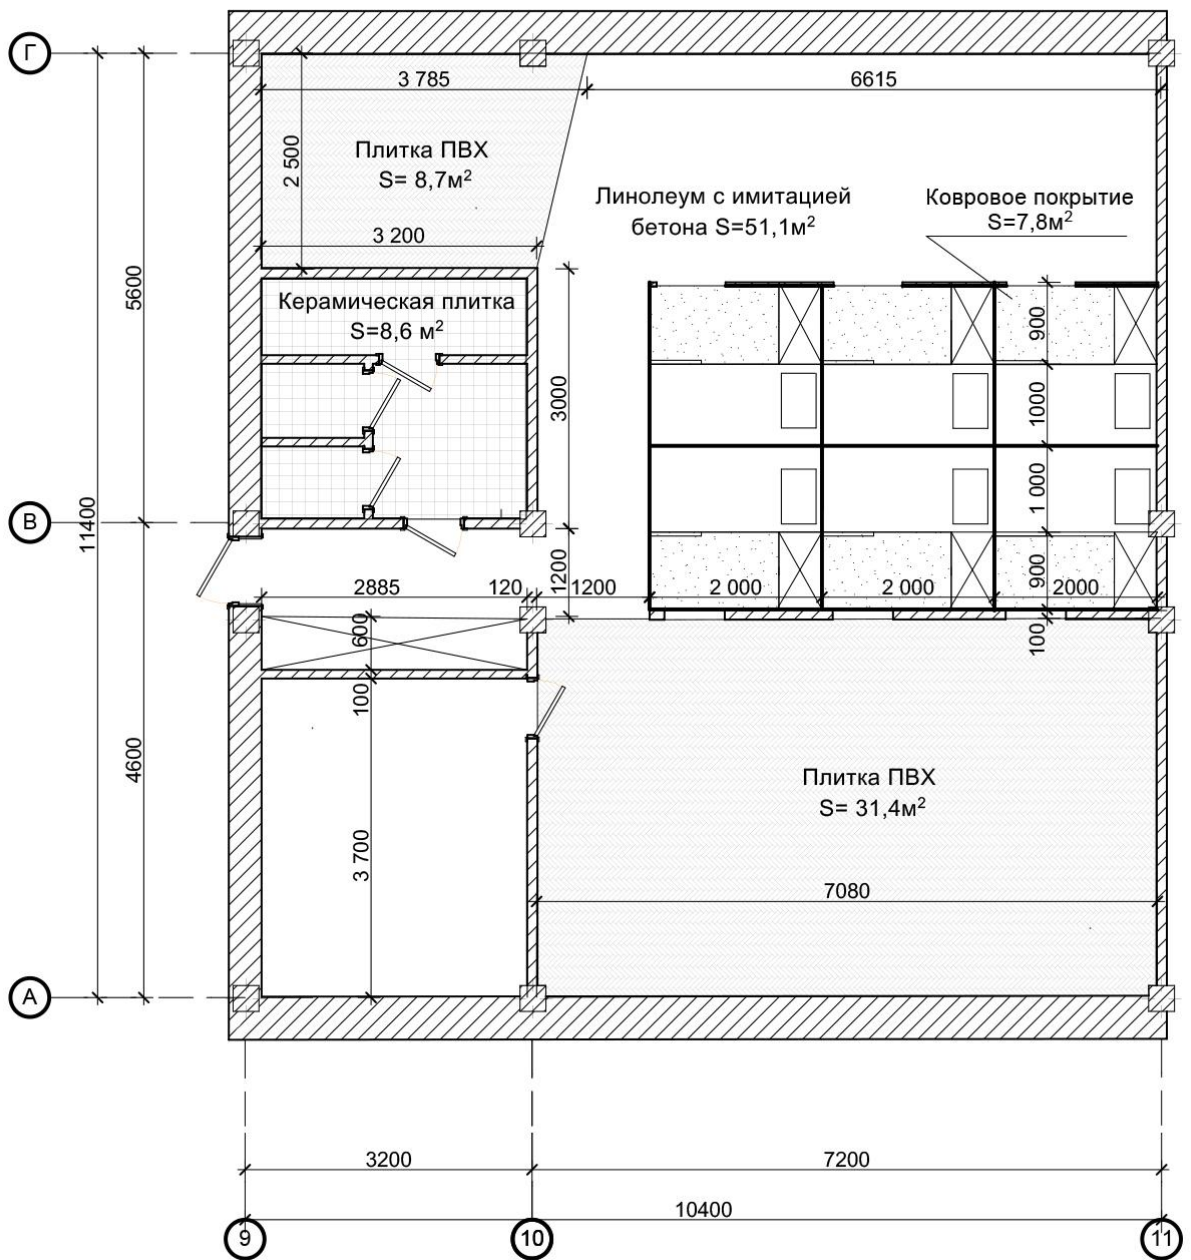 Г
3 785
6615
2 500
Плитка ПВХ
S= 8,7м²
Линолеум с имитацией
бетона S=51,1м²
Ковровое покрытие
S=7,8м²
3 200
5600
Керамическая плитка
S=8,6 м²
900
3000
1000
1 000
В
11400
1200
900
2885
120
1200
2 000
2 000
2000
600
100
100
4600
Плитка ПВХ
S= 31,4м²
3 700
7080
А
3200
7200
10400
9
10
11